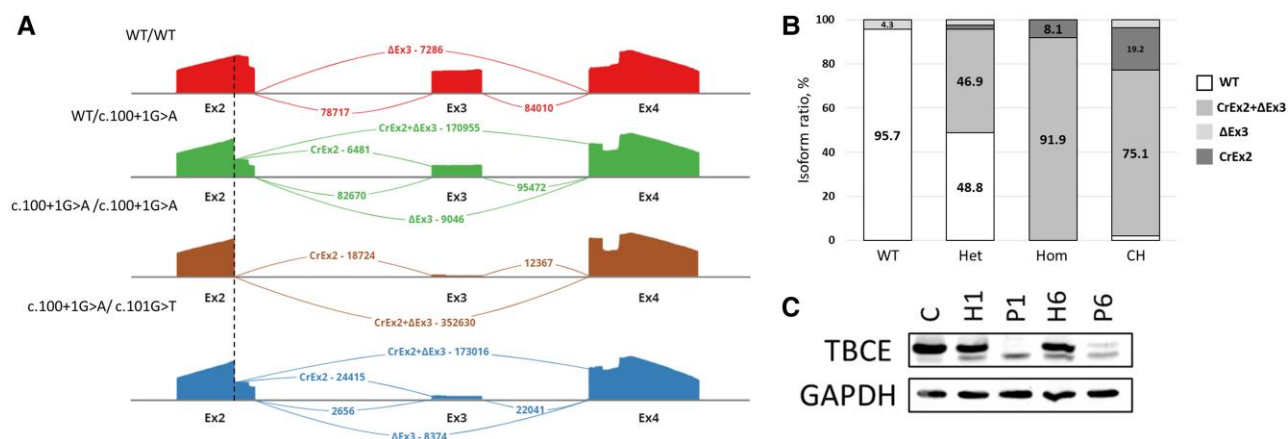 A
WT/WT
ΔEx3 - 7286
78717
84010
Ex2
Ex3
Ex4
WT/c.100+1G>A
CrEx2+ΔEx3 - 170955
CrEx2 - 6481
82670
95472
ΔEx3 - 9046
Ex2
Ex3
Ex4
c.100+1G>A /c.100+1G>A
CrEx2 - 18724
12367
CrEx2+ΔEx3 - 352630
Ex2
Ex3
Ex4
c.100+1G>A/ c.101G>T
CrEx2+ΔEx3 - 173016
CrEx2 - 24415
2656
22041
ΔEx3 - 8374
Ex2
Ex3
Ex4
B
Isoform ratio, %
100
80
60
40
20
0
4.3
95.7
46.9
48.8
8.1
91.9
19.2
75.1
WT
Het
Hom
CH
WT
CrEx2+ΔEx3
ΔEx3
CrEx2
C
C H1 P1 H6 P6
TBCE
GAPDH